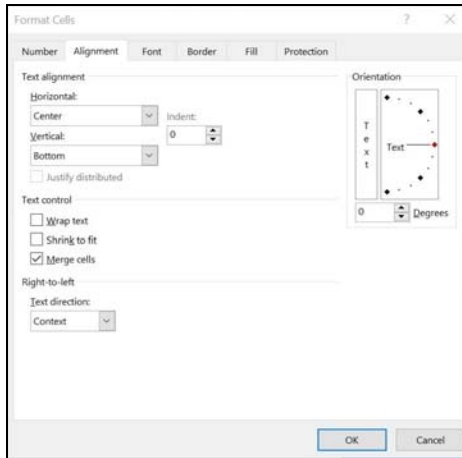 Format Cells ? ×
Number Alignment Font Border Fill Protection
Text alignment
Horizontal:
Center
Indent:
Vertical:
0
Bottom
Justify distributed
Text control
Wrap text
Shrink to fit
Merge cells
Right-to-left
Text direction:
Context
Orientation
Text
Text
0 Degrees
OK Cancel